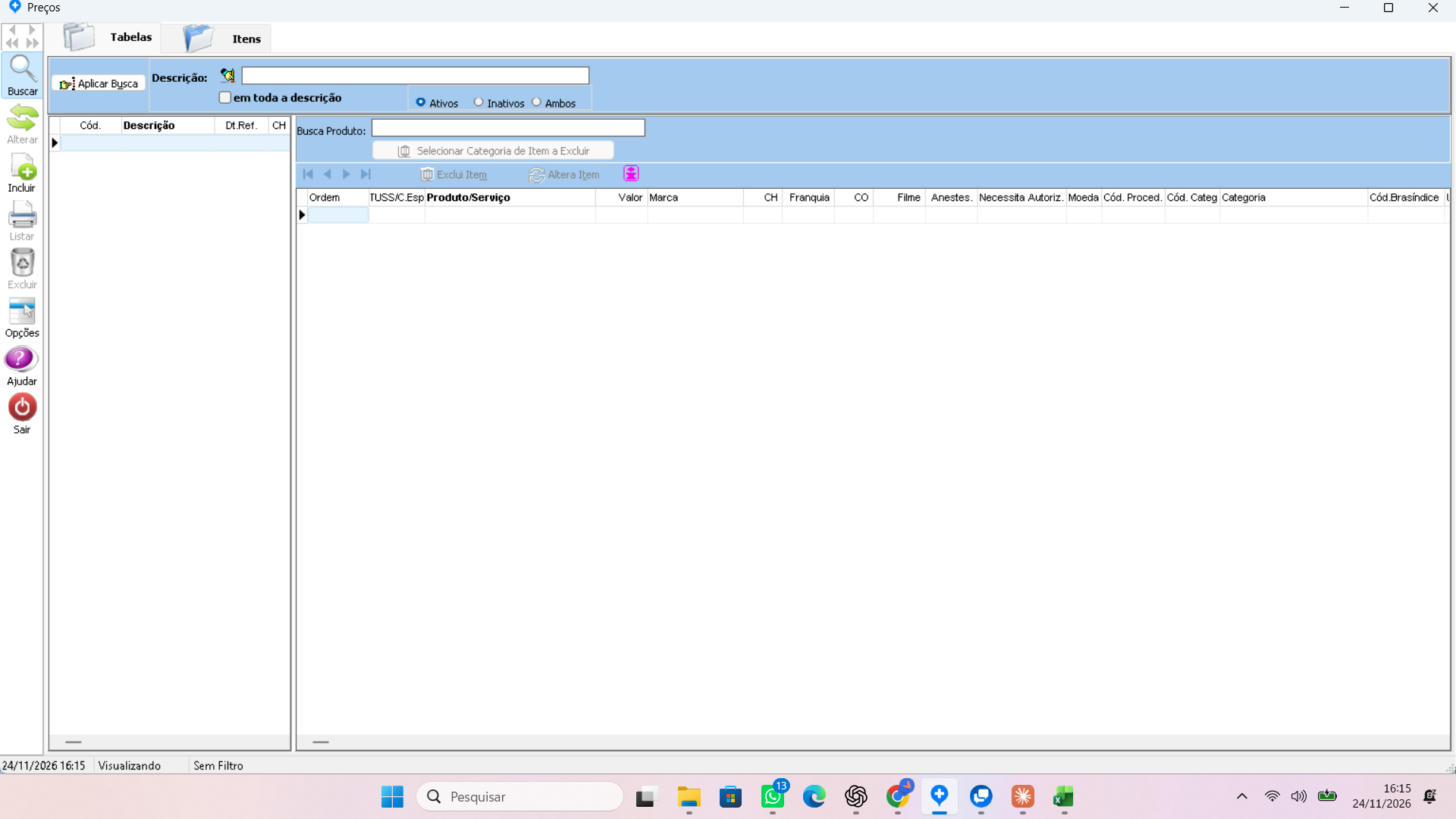 Preços
Tabelas
Itens
Buscar
Aplicar Busca
Descrição:
em toda a descrição
Ativos
Inativos
Ambos
Alterar
Incluir
Listar
Excluir
Opções
Ajudar
Sair
Cód. Descrição Dt.Ref. CH
Busca Produto:
Selecionar Categoria de Item a Excluir
Exclui Item
Altera Item
Ordem TUSS/C.Esp Produto/Serviço Valor Marca CH Franquia CO Filme Anestes. Necessita Autoriz. Moeda Cód. Proced. Cód. Categ Categoria Cód.Brasíndice
24/11/2026 16:15 Visualizando Sem Filtro
Pesquisar
13
16:15
24/11/2026